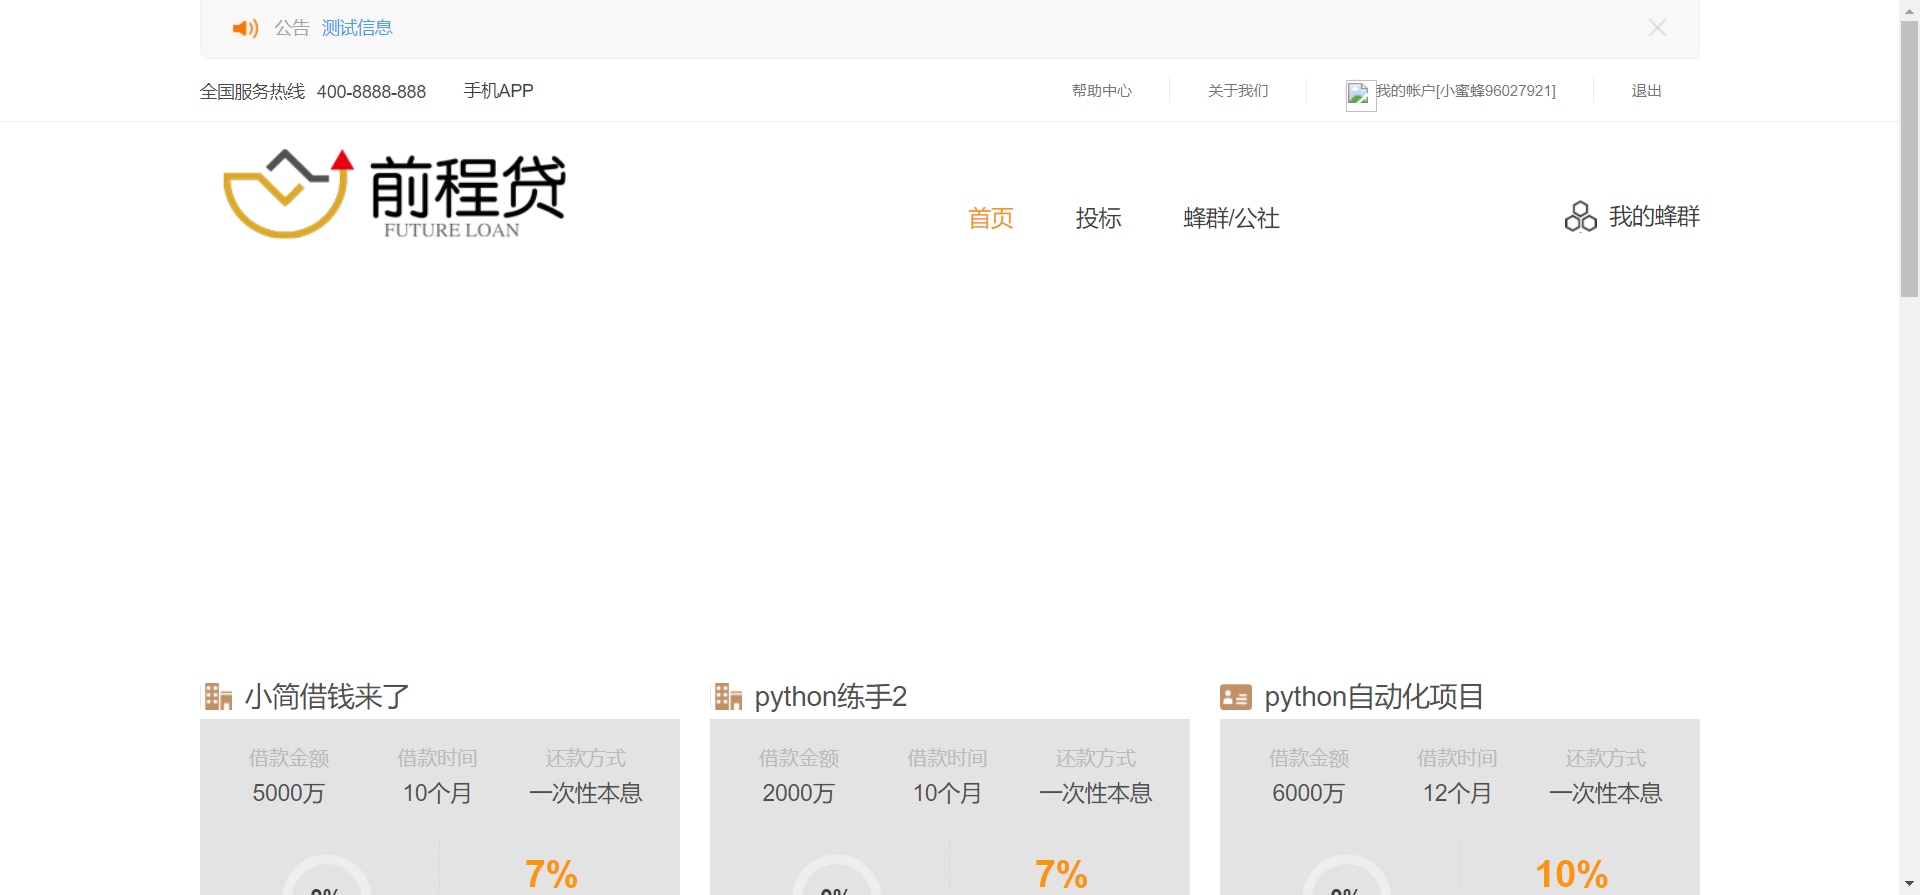 公告 测试信息
全国服务热线 400-8888-888 手机APP 帮助中心 关于我们 我的帐户[小蜜蜂96027921] 退出
前程贷
FUTURE LOAN
首页 投标 蜂群/公社 我的蜂群
小简借钱来了 python练手2 python自动化项目
借款金额 借款时间 还款方式 借款金额 借款时间 还款方式 借款金额 借款时间 还款方式
5000万 10个月 一次性本息 2000万 10个月 一次性本息 6000万 12个月 一次性本息
7% 7% 10%
0% 0% 0%